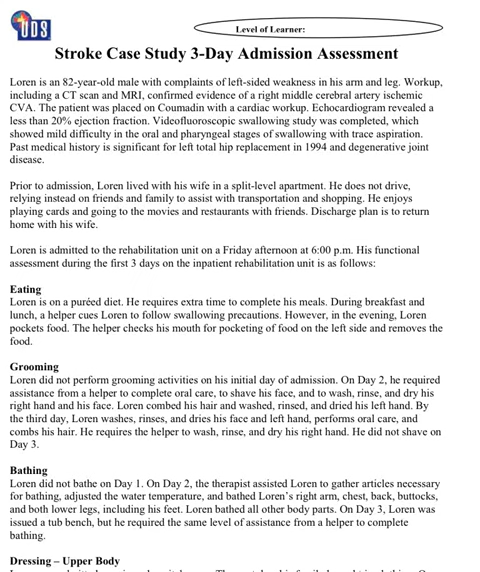 UDS
Level of Learner:
Stroke Case Study 3-Day Admission Assessment
Loren is an 82-year-old male with complaints of left-sided weakness in his arm and leg. Workup,
including a CT scan and MRI, confirmed evidence of a right middle cerebral artery ischemic
CVA. The patient was placed on Coumadin with a cardiac workup. Echocardiogram revealed a
less than 20% ejection fraction. Videofluoroscopic swallowing study was completed, which
showed mild difficulty in the oral and pharyngeal stages of swallowing with trace aspiration.
Past medical history is significant for left total hip replacement in 1994 and degenerative joint
disease.
Prior to admission, Loren lived with his wife in a split-level apartment. He does not drive,
relying instead on friends and family to assist with transportation and shopping. He enjoys
playing cards and going to the movies and restaurants with friends. Discharge plan is to return
home with his wife.
Loren is admitted to the rehabilitation unit on a Friday afternoon at 6:00 p.m. His functional
assessment during the first 3 days on the inpatient rehabilitation unit is as follows:
Eating
Loren is on a puréed diet. He requires extra time to complete his meals. During breakfast and
lunch, a helper cues Loren to follow swallowing precautions. However, in the evening, Loren
pockets food. The helper checks his mouth for pocketing of food on the left side and removes the
food.
Grooming
Loren did not perform grooming activities on his initial day of admission. On Day 2, he required
assistance from a helper to complete oral care, to shave his face, and to wash, rinse, and dry his
right hand and his face. Loren combed his hair and washed, rinsed, and dried his left hand. By
the third day, Loren washes, rinses, and dries his face and left hand, performs oral care, and
combs his hair. He requires the helper to wash, rinse, and dry his right hand. He did not shave on
Day 3.
Bathing
Loren did not bathe on Day 1. On Day 2, the therapist assisted Loren to gather articles necessary
for bathing, adjusted the water temperature, and bathed Loren's right arm, chest, back, buttocks,
and both lower legs, including his feet. Loren bathed all other body parts. On Day 3, Loren was
issued a tub bench, but he required the same level of assistance from a helper to complete
bathing.
Dressing – Upper Body